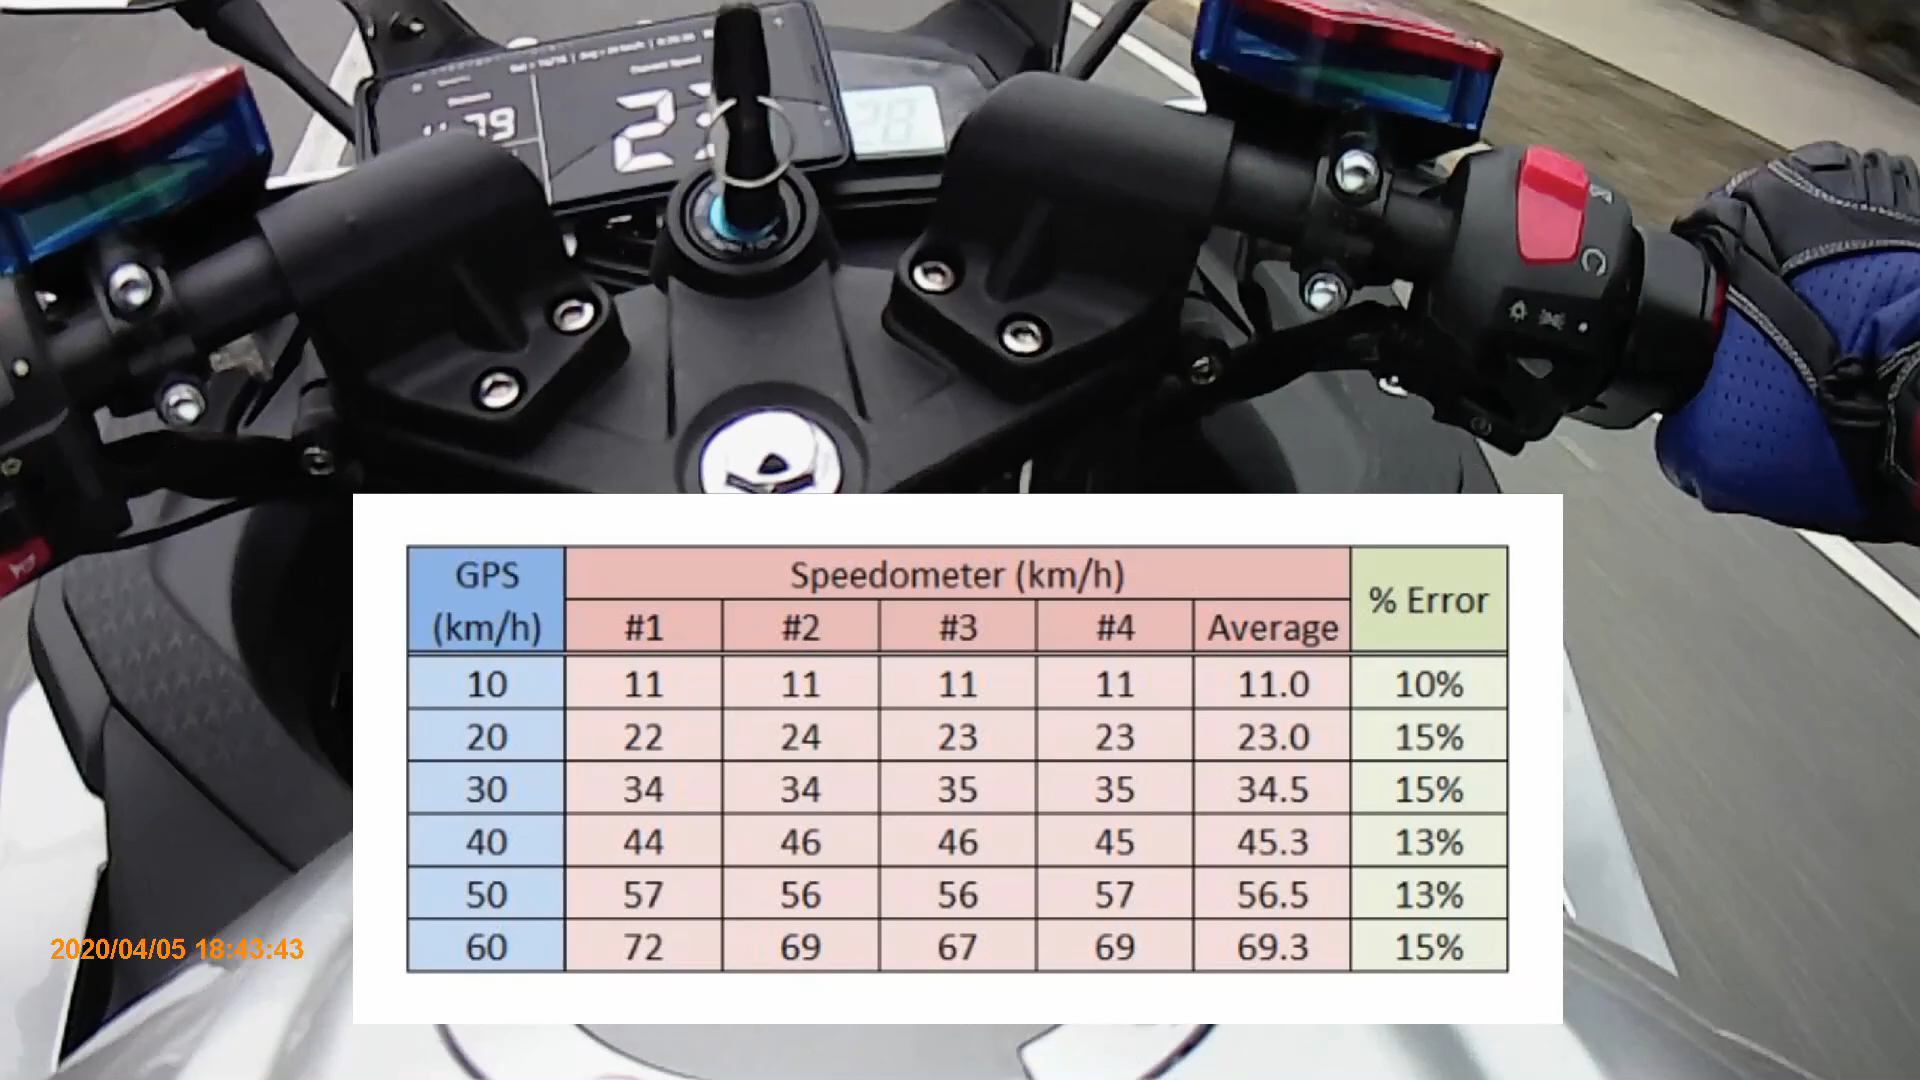 79
28
GPS
(km/h)
Speedometer (km/h)
% Error
#1 #2 #3 #4 Average
10 11 11 11 11 11.0 10%
20 22 24 23 23 23.0 15%
30 34 34 35 35 34.5 15%
40 44 46 46 45 45.3 13%
50 57 56 56 57 56.5 13%
60 72 69 67 69 69.3 15%
2020/04/05 18:43:43